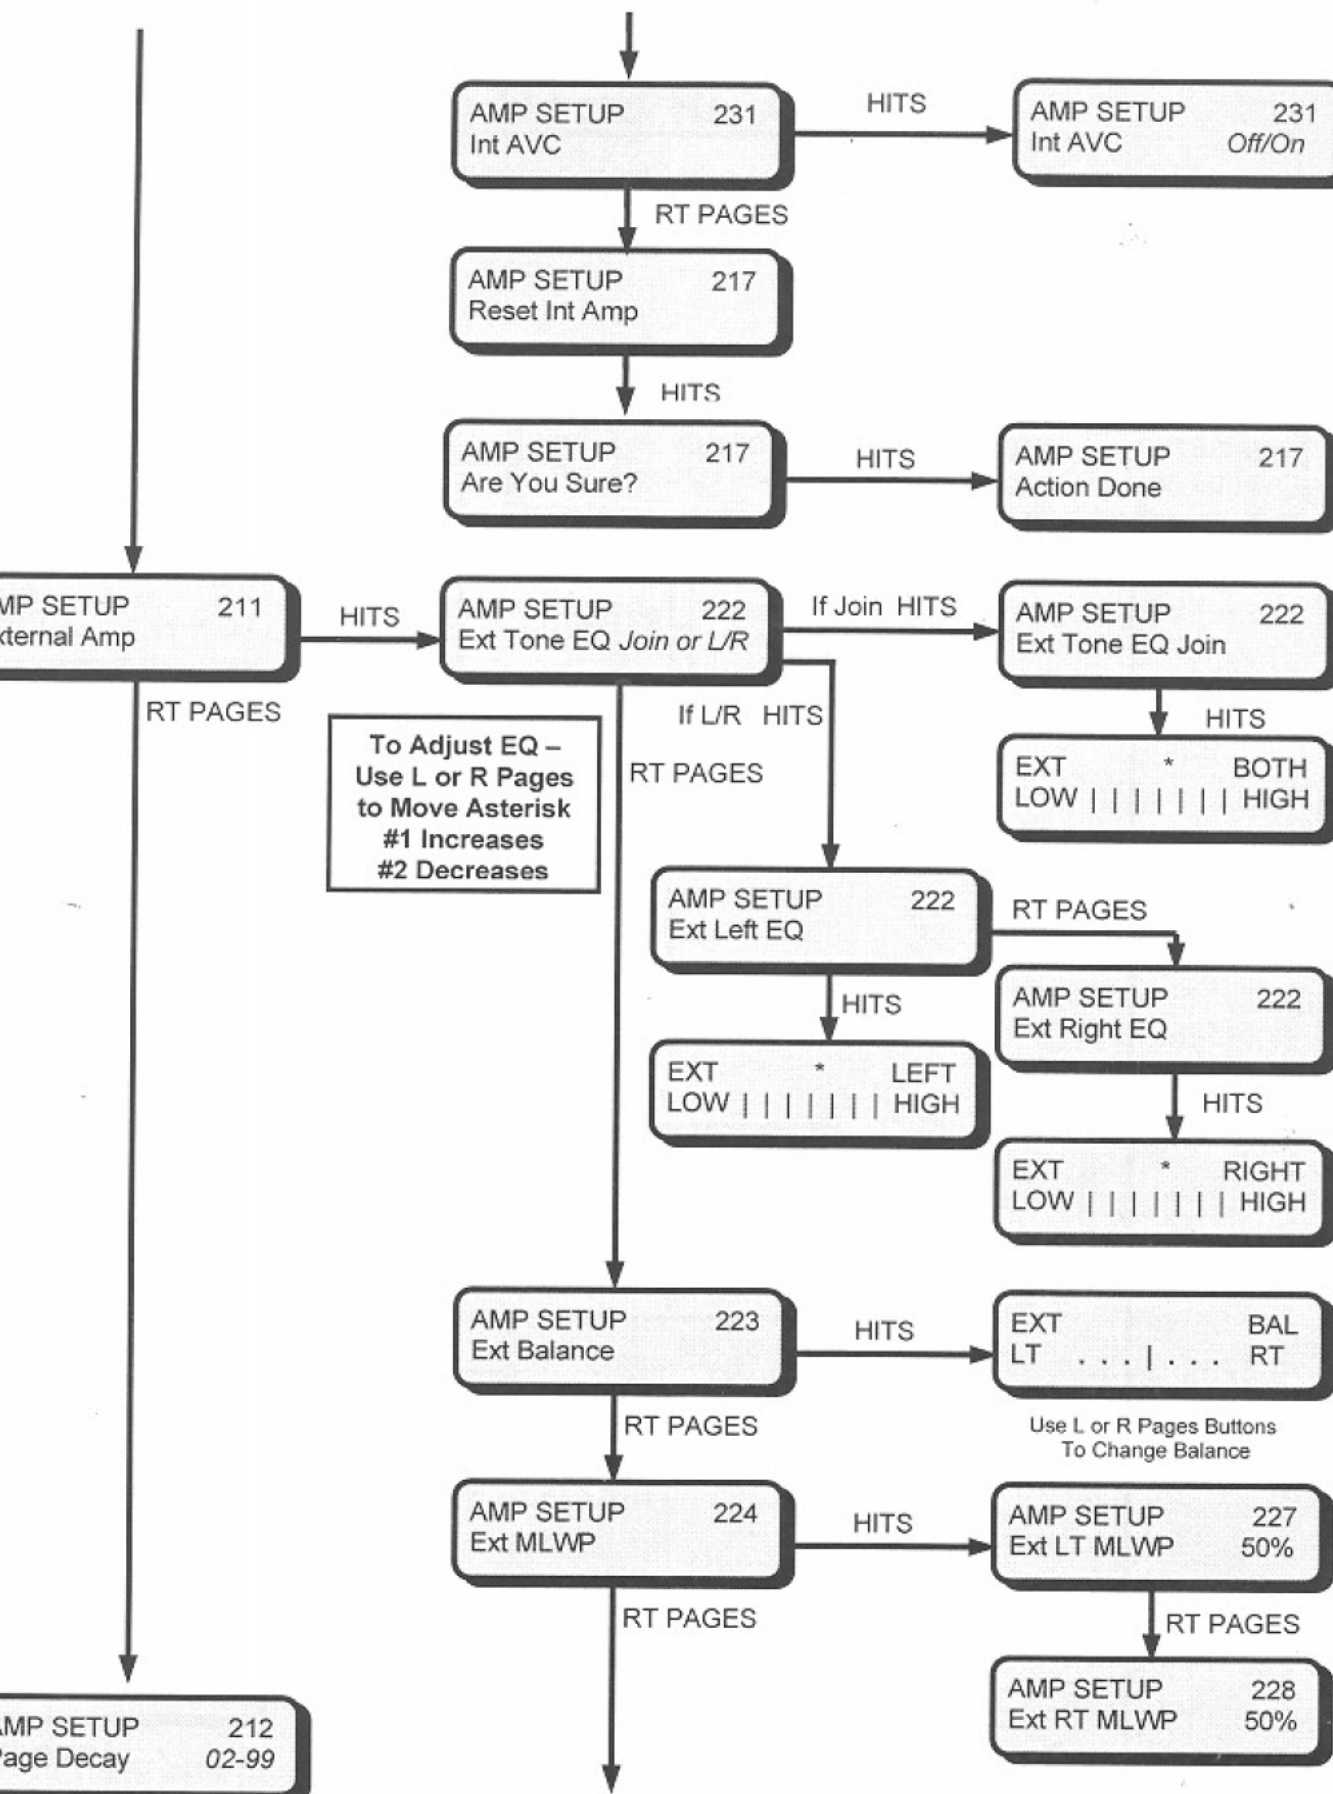 AMP SETUP 231
Int AVC
HITS
AMP SETUP 231
Int AVC Off/On
RT PAGES
AMP SETUP 217
Reset Int Amp
HITS
AMP SETUP 217
Are You Sure?
HITS
AMP SETUP 217
Action Done
MP SETUP 211
xternal Amp
HITS
AMP SETUP 222
Ext Tone EQ Join or L/R
If Join HITS
AMP SETUP 222
Ext Tone EQ Join
RT PAGES
To Adjust EQ –
Use L or R Pages
to Move Asterisk
#1 Increases
#2 Decreases
If L/R HITS
RT PAGES
HITS
EXT * BOTH
LOW | | | | | | | HIGH
AMP SETUP 222
Ext Left EQ
RT PAGES
HITS
AMP SETUP 222
Ext Right EQ
EXT * LEFT
LOW | | | | | | | HIGH
HITS
EXT * RIGHT
LOW | | | | | | | HIGH
AMP SETUP 223
Ext Balance
HITS
EXT BAL
LT . . . | . . . RT
RT PAGES
Use L or R Pages Buttons
To Change Balance
AMP SETUP 224
Ext MLWP
HITS
AMP SETUP 227
Ext LT MLWP 50%
RT PAGES
RT PAGES
AMP SETUP 228
Ext RT MLWP 50%
MP SETUP 212
age Decay 02-99